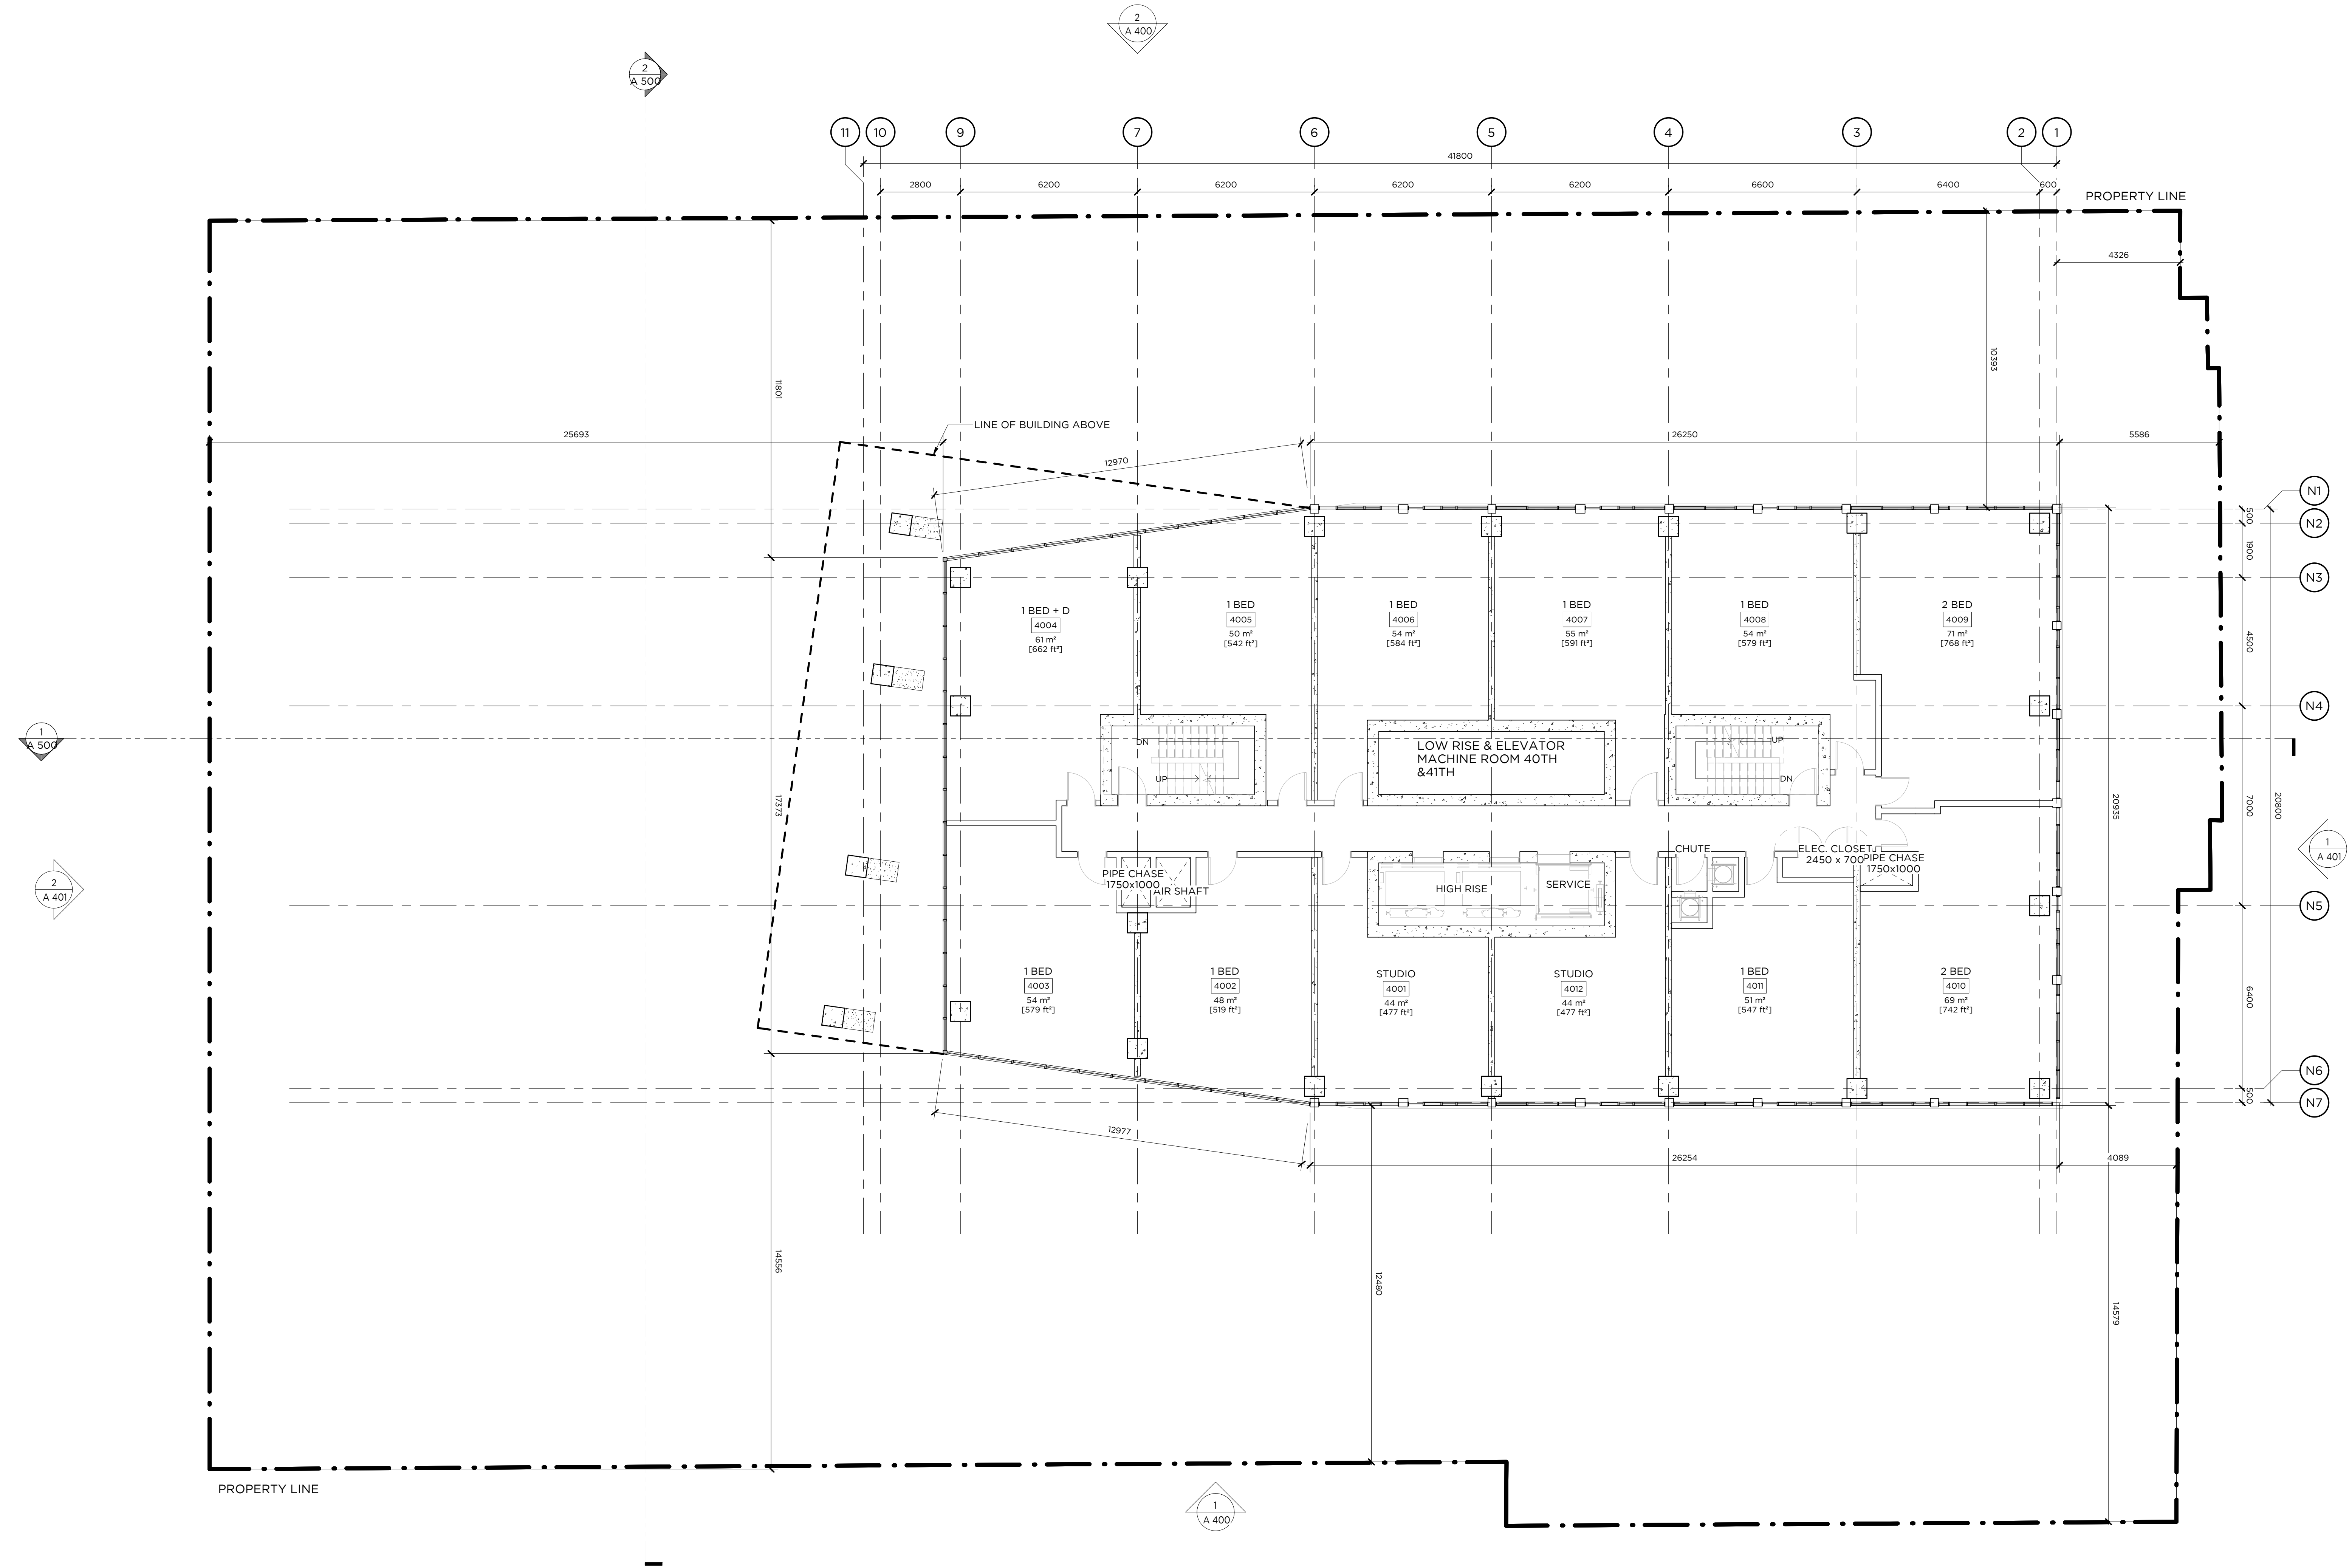 2
A 400
2
A 500
11
10
9
7
6
5
4
3
2
1
41800
2800
6200
6200
6200
6200
6600
6400
600
PROPERTY LINE
4326
11801
10393
LINE OF BUILDING ABOVE
25693
12970
26250
5586
N1
N2
N3
N4
N5
N6
N7
500
1900
4500
7000
6400
500
20800
20935
1 BED + D
4004
61 m²
[662 ft²]
1 BED
4005
50 m²
[542 ft²]
1 BED
4006
54 m²
[584 ft²]
1 BED
4007
55 m²
[591 ft²]
1 BED
4008
54 m²
[579 ft²]
2 BED
4009
71 m²
[768 ft²]
1
A 500
DN
UP
LOW RISE & ELEVATOR
MACHINE ROOM 40TH
&41TH
UP
DN
17373
2
A 401
1
A 401
PIPE CHASE
1750x1000
AIR SHAFT
HIGH RISE
SERVICE
CHUTE
ELEC. CLOSET
2450 x 700
PIPE CHASE
1750x1000
1 BED
4003
54 m²
[579 ft²]
1 BED
4002
48 m²
[519 ft²]
STUDIO
4001
44 m²
[477 ft²]
STUDIO
4012
44 m²
[477 ft²]
1 BED
4011
51 m²
[547 ft²]
2 BED
4010
69 m²
[742 ft²]
12977
26254
4089
14556
12480
14579
PROPERTY LINE
1
A 400